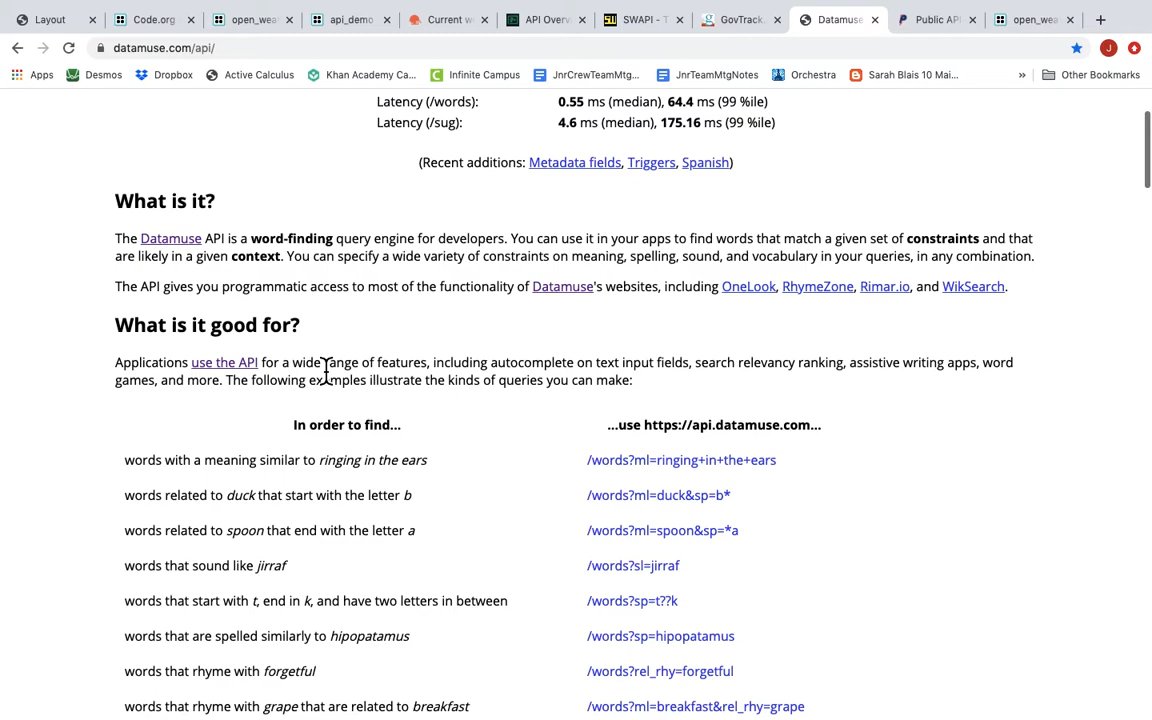 Layout
Code.org
open_wea
api_demo
Current w
API Overv
SWAPI - T
GovTrack.
Datamuse
Public API
open_wea
datamuse.com/api/
J
Apps
Desmos
Dropbox
Active Calculus
Khan Academy Ca...
Infinite Campus
JnrCrewTeamMtg...
JnrTeamMtgNotes
Orchestra
Sarah Blais 10 Mai...
»
Other Bookmarks
Latency (/words): 0.55 ms (median), 64.4 ms (99 %ile)
Latency (/sug): 4.6 ms (median), 175.16 ms (99 %ile)
(Recent additions: Metadata fields, Triggers, Spanish)
What is it?
The Datamuse API is a word-finding query engine for developers. You can use it in your apps to find words that match a given set of constraints and that
are likely in a given context. You can specify a wide variety of constraints on meaning, spelling, sound, and vocabulary in your queries, in any combination.
The API gives you programmatic access to most of the functionality of Datamuse's websites, including OneLook, RhymeZone, Rimar.io, and WikSearch.
What is it good for?
Applications use the API for a wide range of features, including autocomplete on text input fields, search relevancy ranking, assistive writing apps, word
games, and more. The following examples illustrate the kinds of queries you can make:
In order to find... ...use https://api.datamuse.com...
words with a meaning similar to ringing in the ears /words?ml=ringing+in+the+ears
words related to duck that start with the letter b /words?ml=duck&sp=b*
words related to spoon that end with the letter a /words?ml=spoon&sp=*a
words that sound like jirraf /words?sl=jirraf
words that start with t, end in k, and have two letters in between /words?sp=t??k
words that are spelled similarly to hipopatamus /words?sp=hipopatamus
words that rhyme with forgetful /words?rel_rhy=forgetful
words that rhyme with grape that are related to breakfast /words?ml=breakfast&rel_rhy=grape